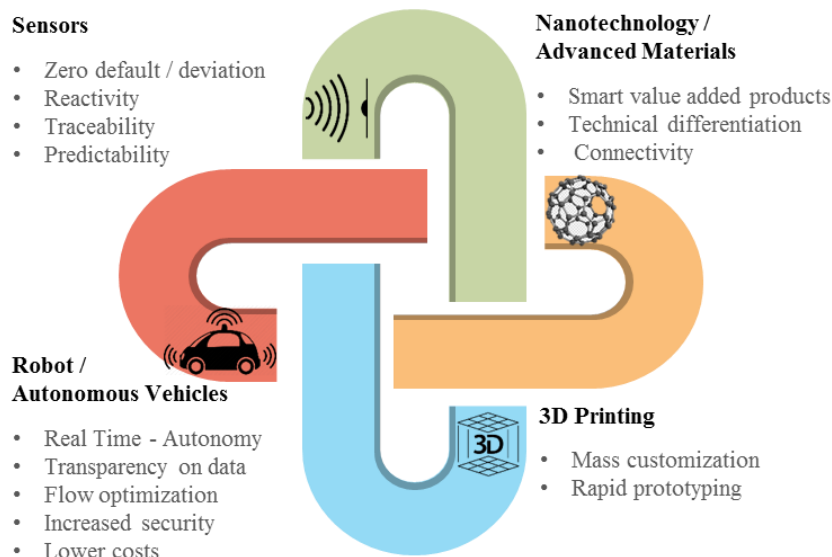 Sensors
• Zero default / deviation
• Reactivity
• Traceability
• Predictability
Nanotechnology /
Advanced Materials
• Smart value added products
• Technical differentiation
• Connectivity
Robot /
Autonomous Vehicles
• Real Time - Autonomy
• Transparency on data
• Flow optimization
• Increased security
• Lower costs
3D
3D Printing
• Mass customization
• Rapid prototyping